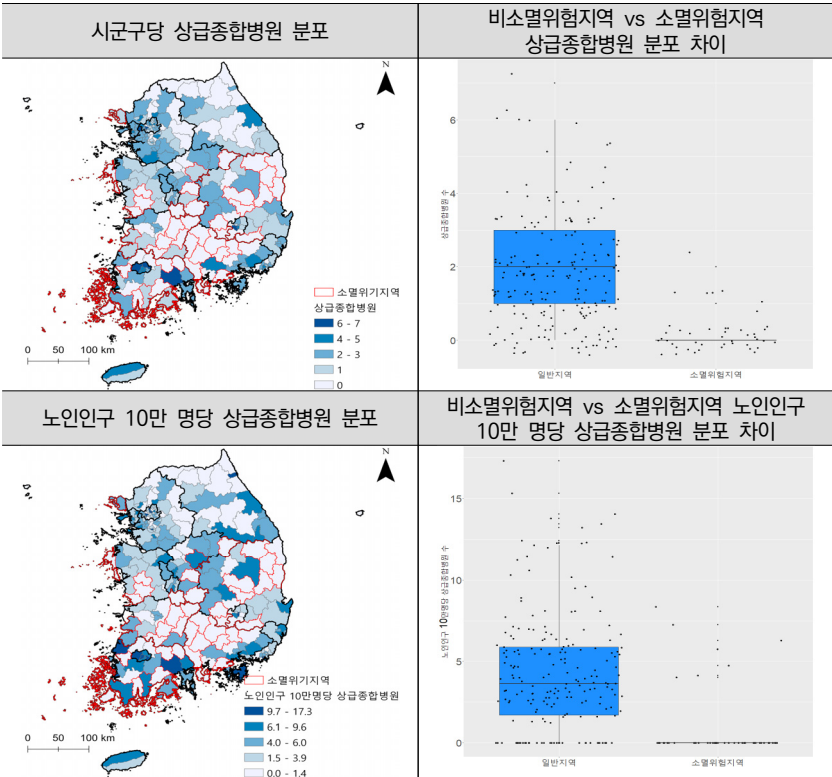 시군구당 상급종합병원 분포
비소멸위험지역 vs 소멸위험지역
상급종합병원 분포 차이
N
소멸위기지역
상급종합병원
6 - 7
4 - 5
2 - 3
1
0
0 50 100 km
상급종합병원 수
6
4
2
0
일반지역
소멸위험지역
노인인구 10만 명당 상급종합병원 분포
비소멸위험지역 vs 소멸위험지역 노인인구
10만 명당 상급종합병원 분포 차이
N
소멸위기지역
노인인구 10만명당 상급종합병원
9.7 - 17.3
6.1 - 9.6
4.0 - 6.0
1.5 - 3.9
0.0 - 1.4
0 50 100 km
노인인구 10만명당 상급종합병원 수
15
10
5
0
일반지역
소멸위험지역